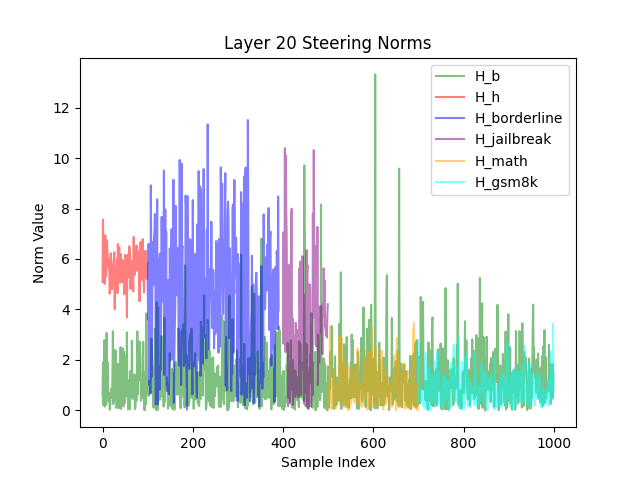 Layer 20 Steering Norms
H_b
H_h
H_borderline
H_jailbreak
H_math
H_gsm8k
Norm Value
12
10
8
6
4
2
0
0
200
400
600
800
1000
Sample Index